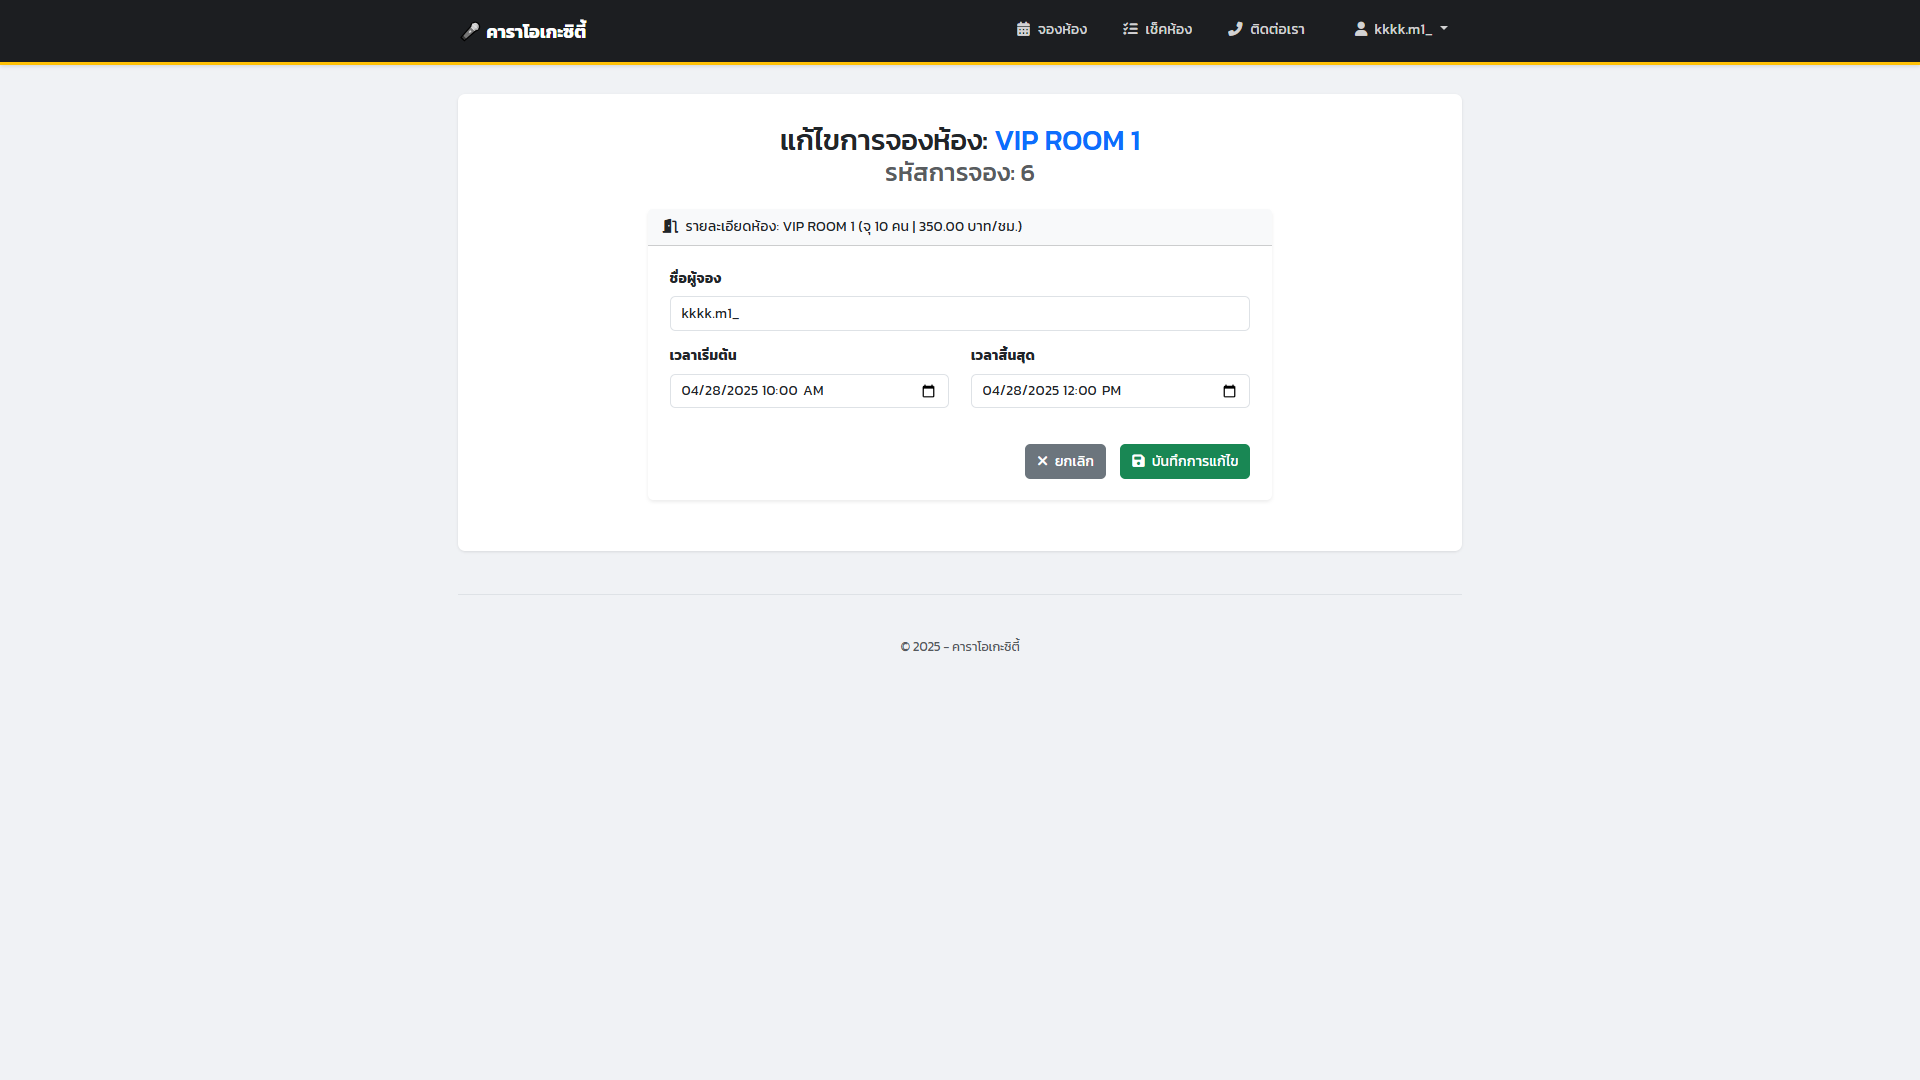 คาราโอเกะซิตี้
จองห้อง
เช็คห้อง
ติดต่อเรา
kkkk.m1_
แก้ไขการจองห้อง: VIP ROOM 1
รหัสการจอง: 6
รายละเอียดห้อง: VIP ROOM 1 (จุ 10 คน | 350.00 บาท/ชม.)
ชื่อผู้จอง
kkkk.m1_
เวลาเริ่มต้น
เวลาสิ้นสุด
04/28/2025 10:00 AM
04/28/2025 12:00 PM
ยกเลิก
บันทึกการแก้ไข
© 2025 - คาราโอเกะซิตี้